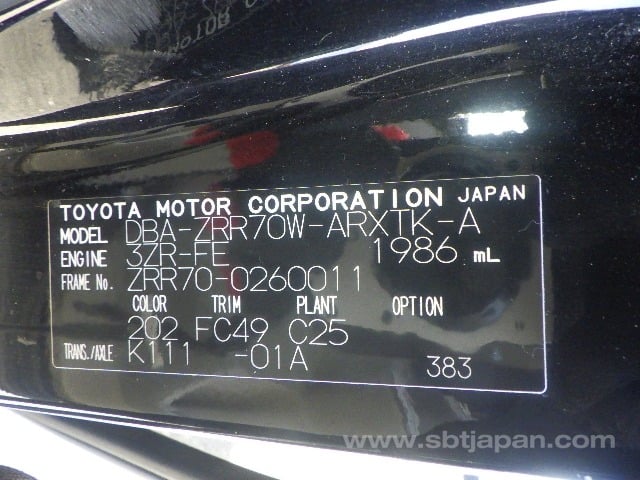 TOYOTA MOTOR CORPORATION JAPAN
MODEL DBA-ZRR70W-ARXTK-A
ENGINE 3ZR-FE 1986 mL
FRAME No. ZRR70-0260011
COLOR TRIM PLANT OPTION
202 FC49 C25
TRANS./AXLE K111 -01A 383
www.sbtjapan.com